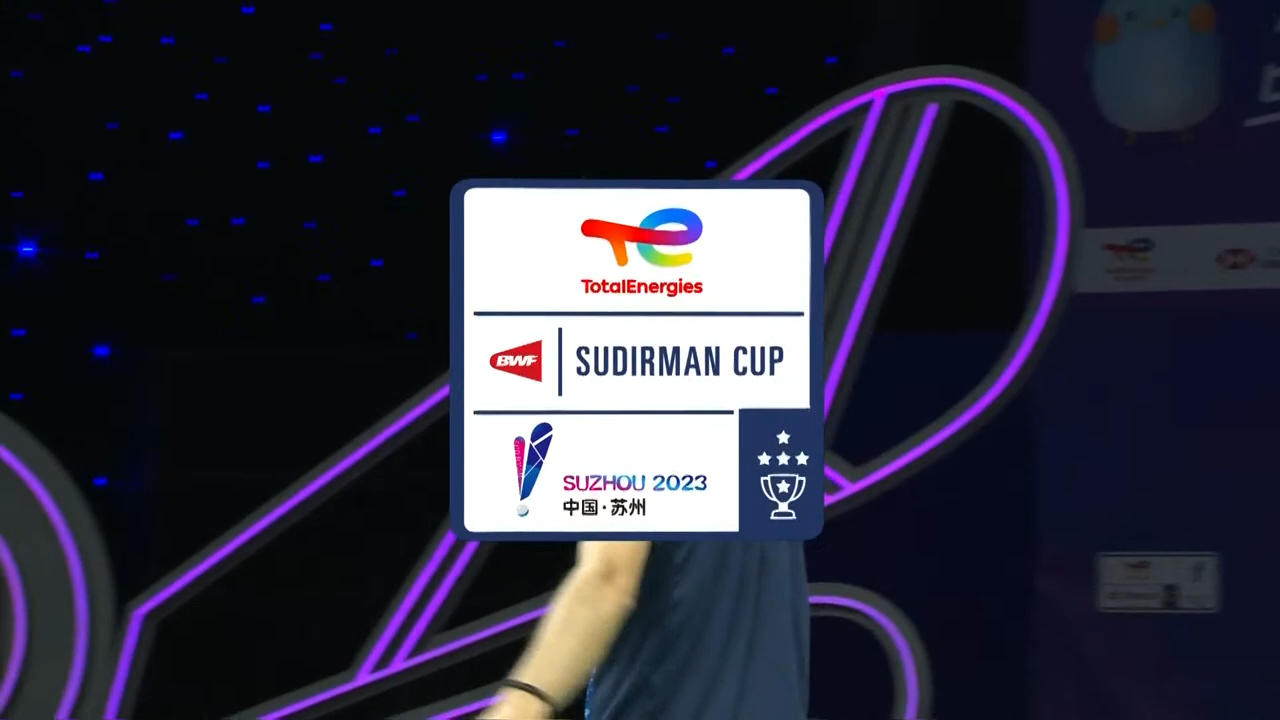 TotalEnergies
BWF
SUDIRMAN CUP
SUZHOU 2023
中国·苏州